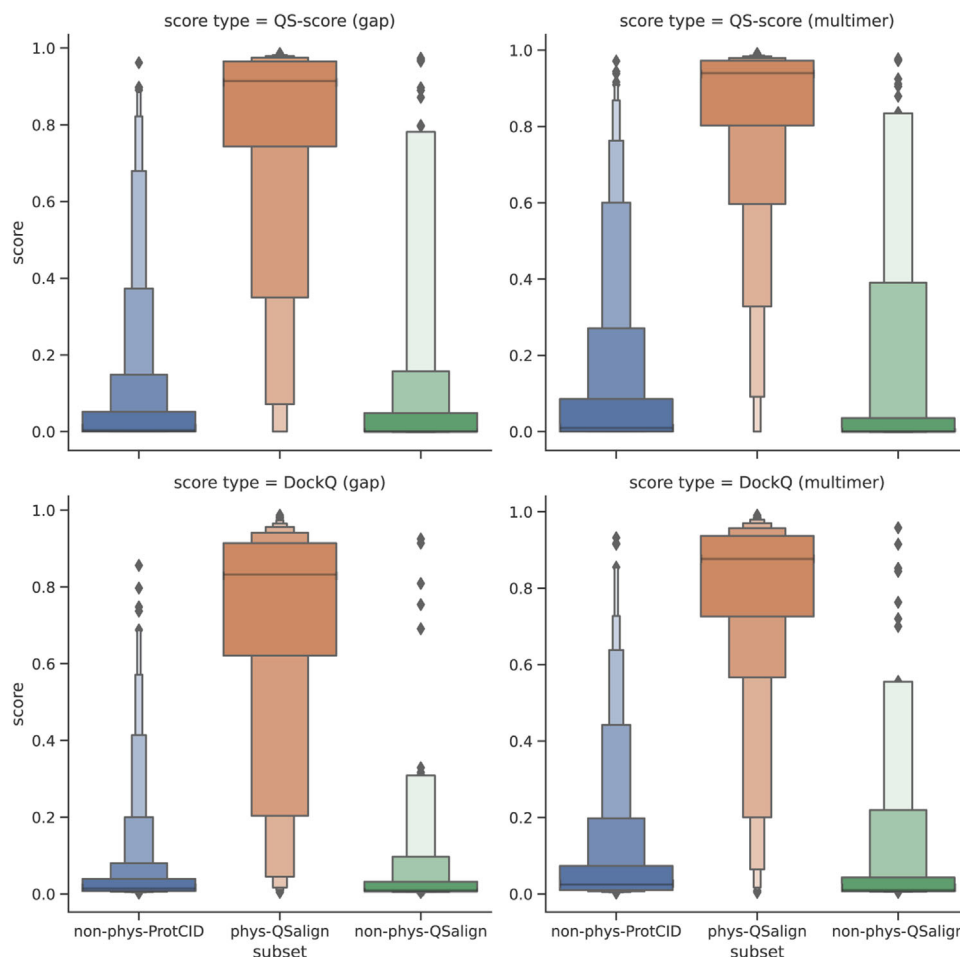 score type = QS-score (gap)
score type = QS-score (multimer)
1.0
0.8
0.6
0.4
0.2
0.0
score
1.0
0.8
0.6
0.4
0.2
0.0
score type = DockQ (gap)
score type = DockQ (multimer)
1.0
0.8
0.6
0.4
0.2
0.0
score
1.0
0.8
0.6
0.4
0.2
0.0
non-phys-ProtCID phys-QSalign non-phys-QSalign
subset
non-phys-ProtCID phys-QSalign non-phys-QSalign
subset